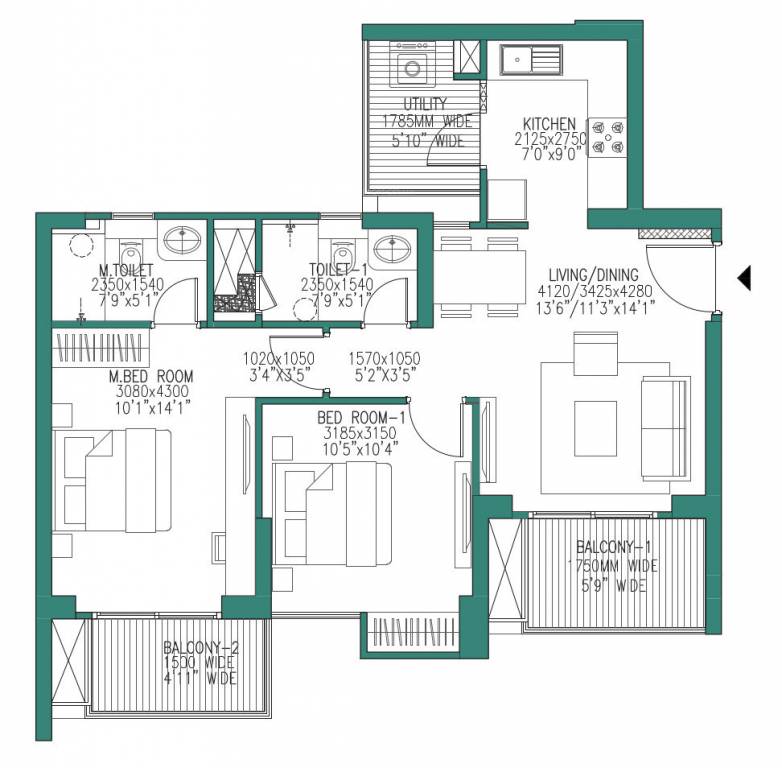 UTILITY
1785MM WIDE
5'10" WIDE
KITCHEN
2125x2750
7'0"x9'0"
M.TOILET
2350x1540
7'9"x5'1"
TOILET-1
2350x1540
7'9"x5'1"
LIVING/DINING
4120/3425x4280
13'6"/11'3"x14'1"
1020x1050
3'4"X3'5"
1570x1050
5'2"X3'5"
M.BED ROOM
3080x4300
10'1"x14'1"
BED ROOM-1
3185x3150
10'5"x10'4"
BALCONY-1
1750MM WIDE
5'9" WIDE
BALCONY-2
1500 WIDE
4'11" WIDE